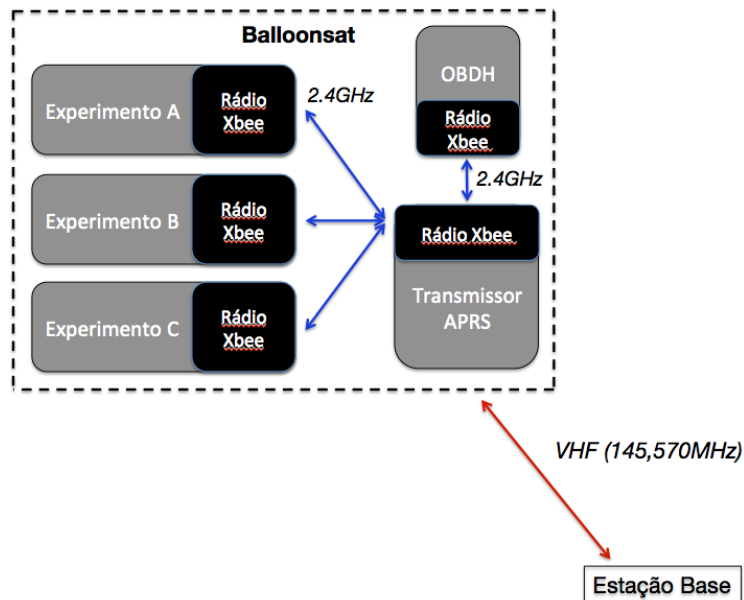 Balloonsat
Experimento A
Rádio
Xbee
2.4GHz
OBDH
Rádio
Xbee
2.4GHz
Experimento B
Rádio
Xbee
Rádio Xbee
Transmissor
APRS
Experimento C
Rádio
Xbee
VHF (145,570MHz)
Estação Base